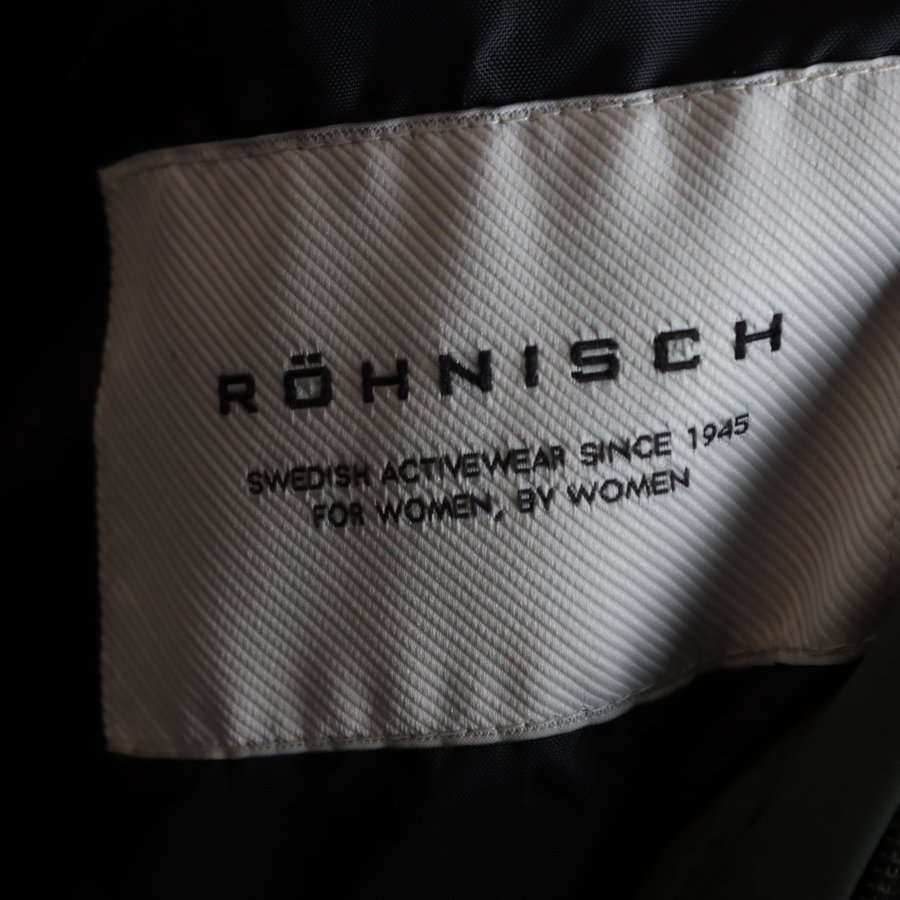 RÖHNISCH
SWEDISH ACTIVEWEAR SINCE 1945
FOR WOMEN, BY WOMEN